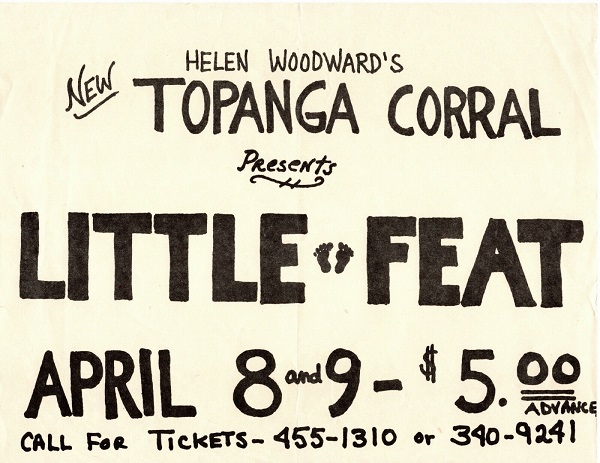 HELEN WOODWARD'S
NEW TOPANGA CORRAL
Presents
LITTLE FEAT
APRIL 8 and 9 - $5.00
ADVANCE
CALL FOR TICKETS - 455-1310 or 340-9241